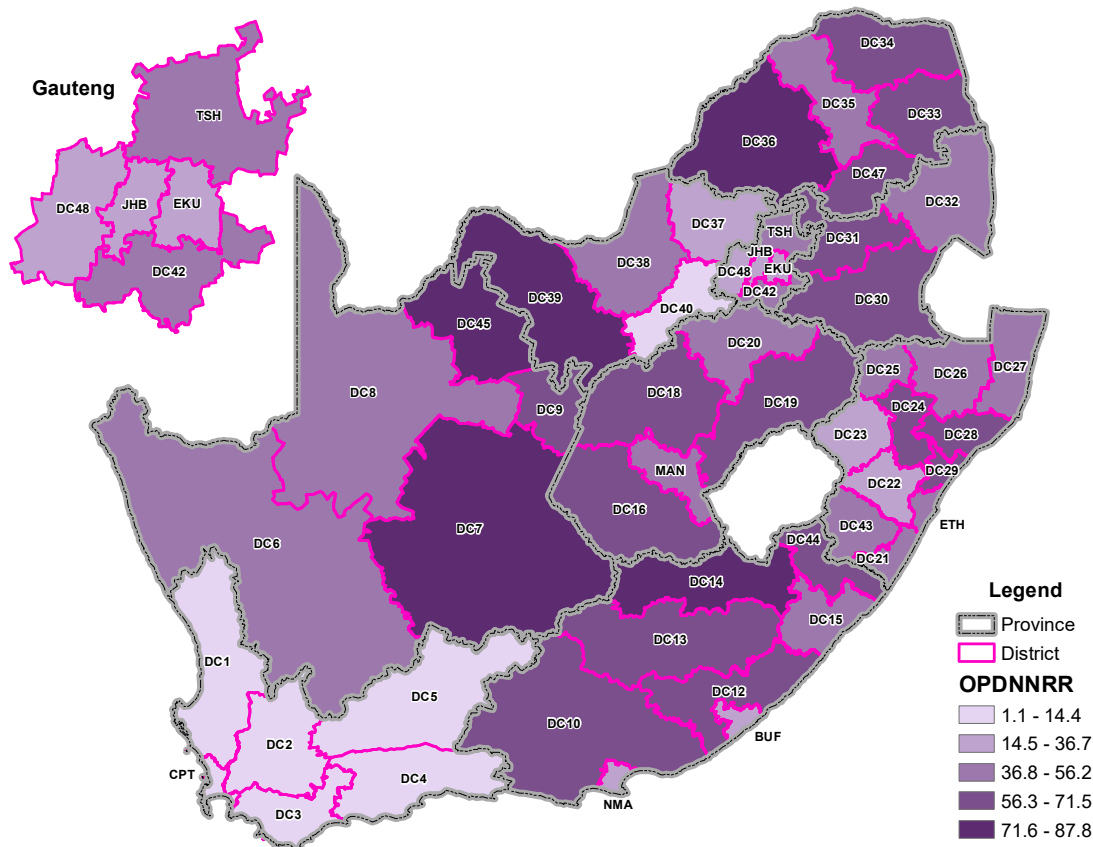 Gauteng
TSH
DC48
JHB
EKU
DC42
DC34
DC35
DC33
DC36
DC47
DC32
DC37
TSH
DC31
JHB
DC38
DC48
EKU
DC39
DC42
DC30
DC40
DC45
DC20
DC25
DC26
DC27
DC8
DC18
DC19
DC24
DC9
DC23
DC28
MAN
DC29
DC22
DC16
DC7
DC43
ETH
DC6
DC44
DC21
DC14
DC15
DC13
DC1
DC5
DC12
DC10
DC2
BUF
CPT
DC4
NMA
DC3
Legend
Province
District
OPDNNRR
1.1 - 14.4
14.5 - 36.7
36.8 - 56.2
56.3 - 71.5
71.6 - 87.8